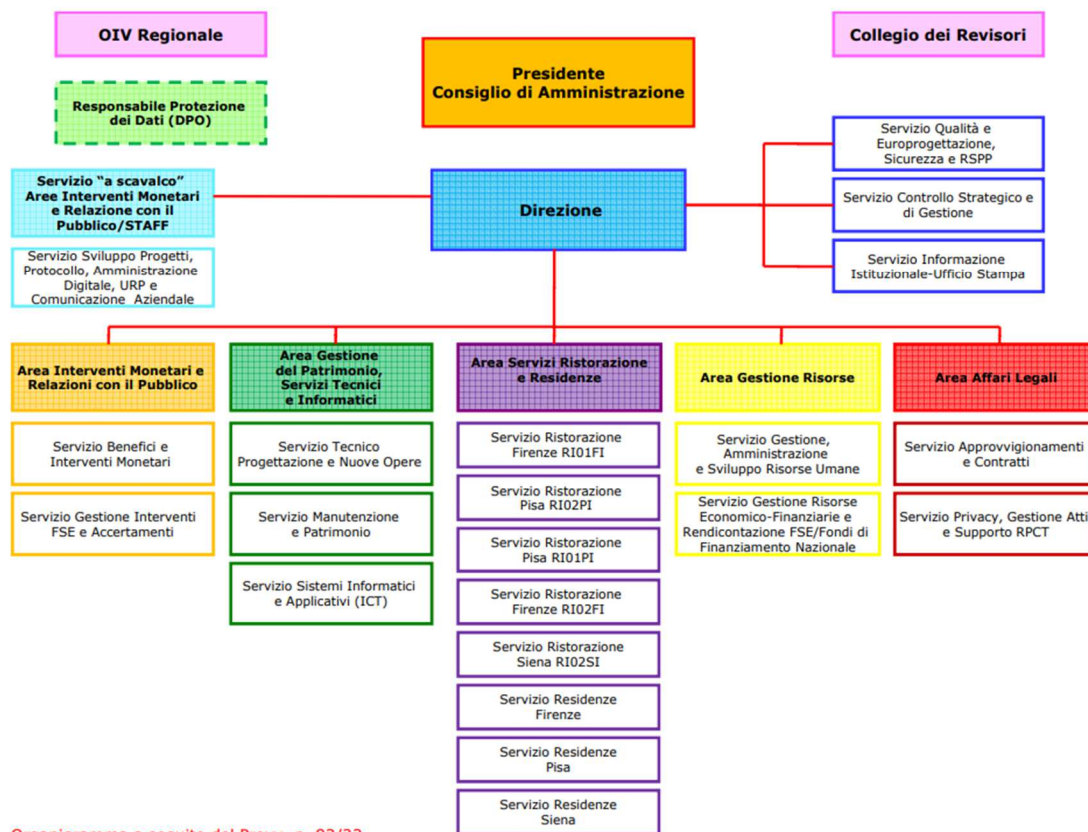 OIV Regionale
Presidente
Consiglio di Amministrazione
Collegio dei Revisori
Responsabile Protezione
dei Dati (DPO)
Servizio "a scavalco"
Aree Interventi Monetari
e Relazione con il
Pubblico/STAFF
Servizio Sviluppo Progetti,
Protocollo, Amministrazione
Digitale, URP e
Comunicazione Aziendale
Direzione
Servizio Qualità e
Europrogettazione,
Sicurezza e RSPP
Servizio Controllo Strategico e
di Gestione
Servizio Informazione
Istituzionale-Ufficio Stampa
Area Interventi Monetari e
Relazioni con il Pubblico
Servizio Benefici e
Interventi Monetari
Servizio Gestione Interventi
FSE e Accertamenti
Area Gestione
del Patrimonio,
Servizi Tecnici
e Informatici
Servizio Tecnico
Progettazione e Nuove Opere
Servizio Manutenzione
e Patrimonio
Servizio Sistemi Informatici
e Applicativi (ICT)
Area Servizi Ristorazione
e Residenze
Servizio Ristorazione
Firenze RI01FI
Servizio Ristorazione
Pisa RI02PI
Servizio Ristorazione
Pisa RI01PI
Servizio Ristorazione
Firenze RI02FI
Servizio Ristorazione
Siena RI02SI
Servizio Residenze
Firenze
Servizio Residenze
Pisa
Servizio Residenze
Siena
Area Gestione Risorse
Servizio Gestione,
Amministrazione
e Sviluppo Risorse Umane
Servizio Gestione Risorse
Economico-Finanziarie e
Rendicontazione FSE/Fondi di
Finanziamento Nazionale
Area Affari Legali
Servizio Approvvigionamenti
e Contratti
Servizio Privacy, Gestione Atti
e Supporto RPCT